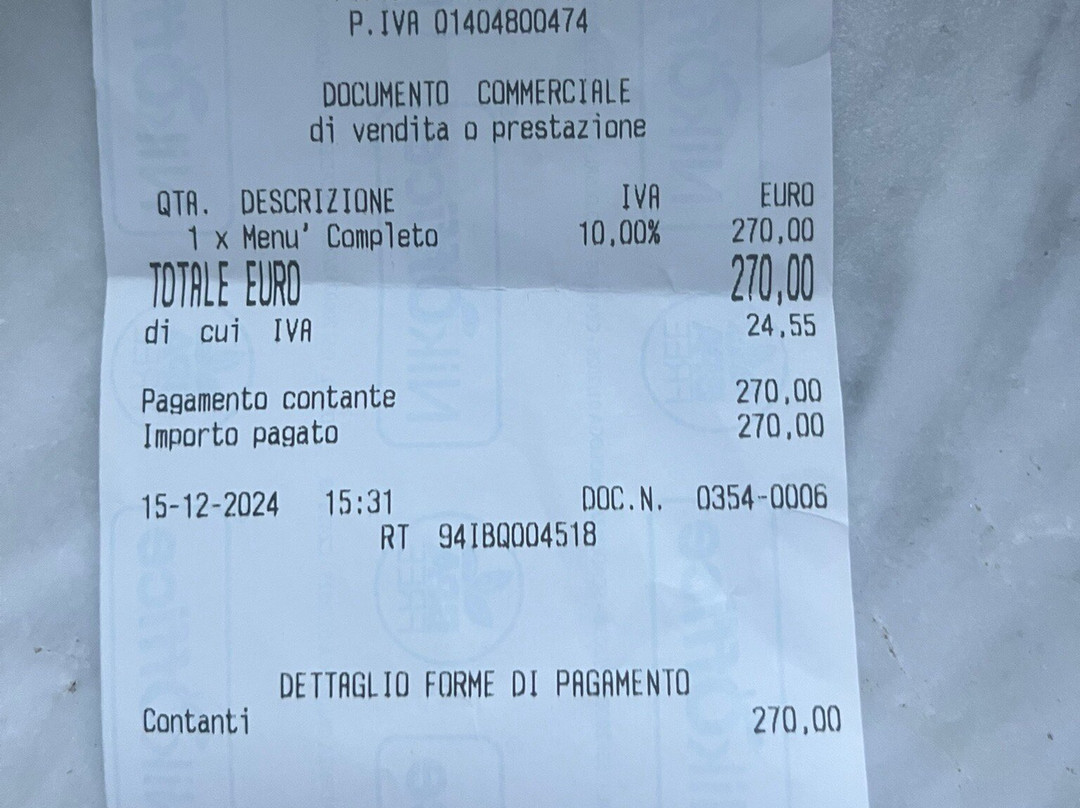 P.IVA 01404800474
DOCUMENTO COMMERCIALE
di vendita o prestazione
QTA. DESCRIZIONE IVA EURO
1 x Menu' Completo 10,00% 270,00
TOTALE EURO 270,00
di cui IVA 24,55
Pagamento contante 270,00
Importo pagato 270,00
15-12-2024 15:31 DOC.N. 0354-0006
RT 94IBQ004518
DETTAGLIO FORME DI PAGAMENTO
Contanti 270,00